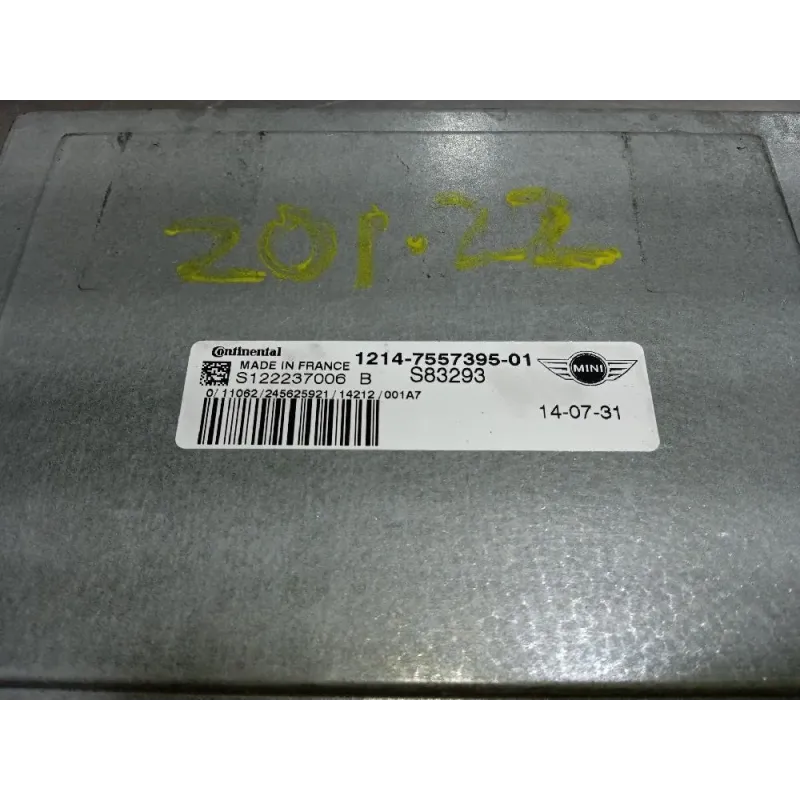 201.22
Continental 1214-7557395-01
MADE IN FRANCE
S122237006 B S83293 MINI
0/11062/245625921/14212/001A7
14-07-31